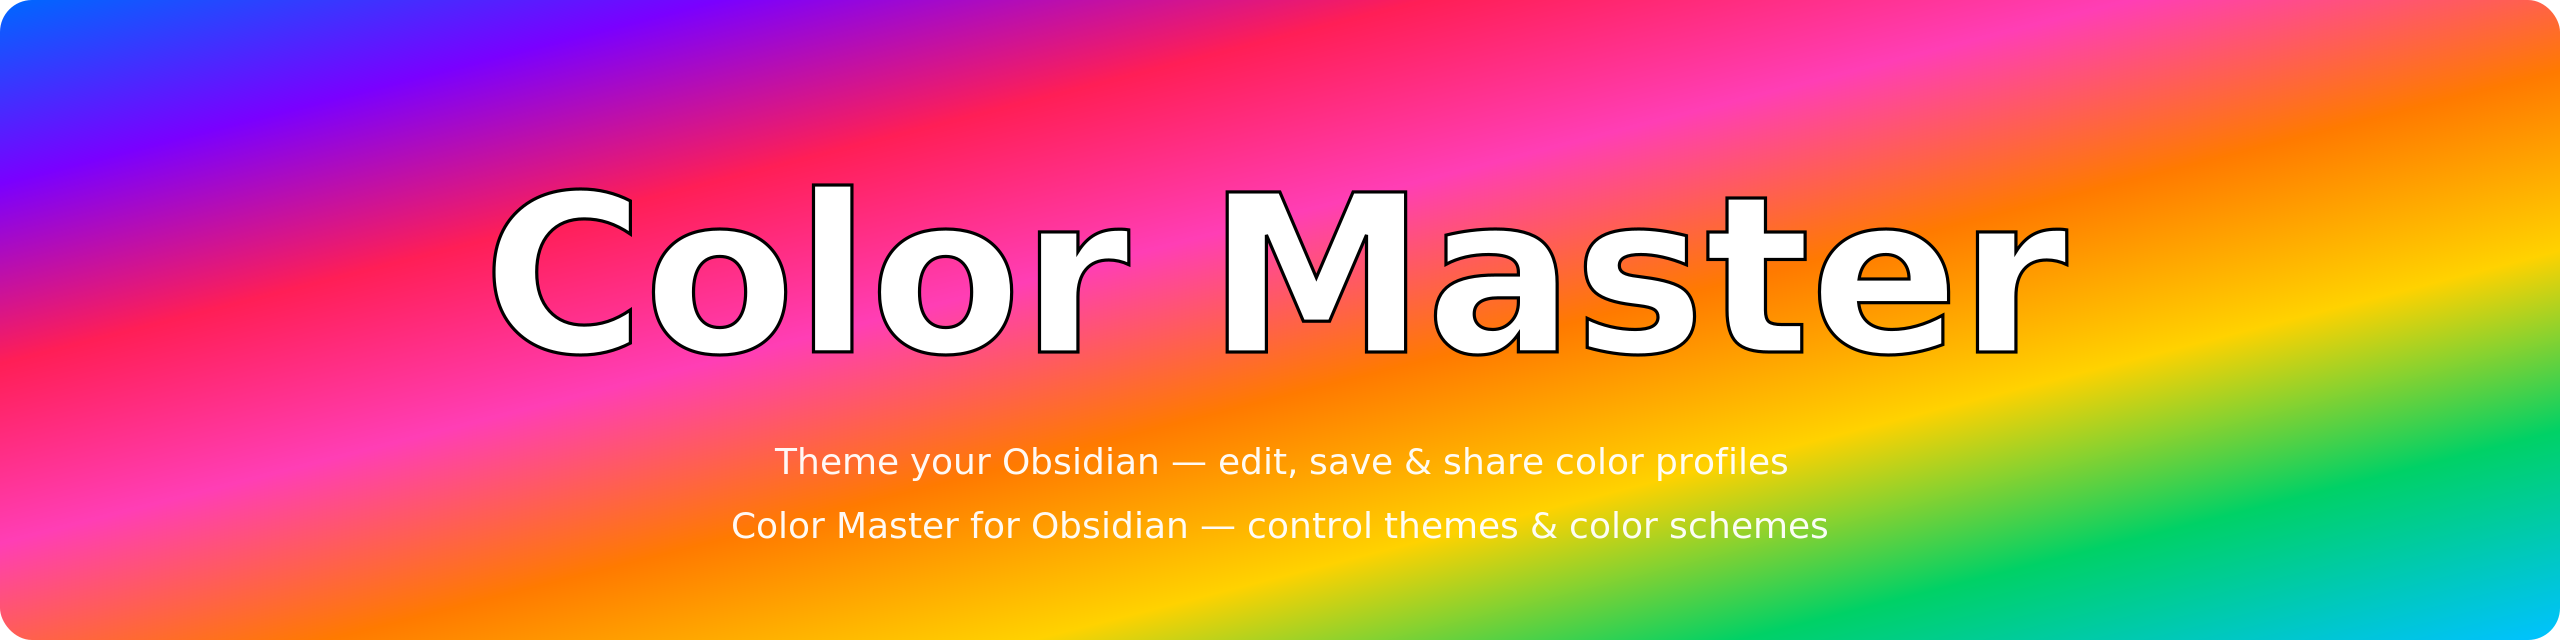 Color Master
Theme your Obsidian — edit, save & share color profiles
Color Master for Obsidian — control themes & color schemes